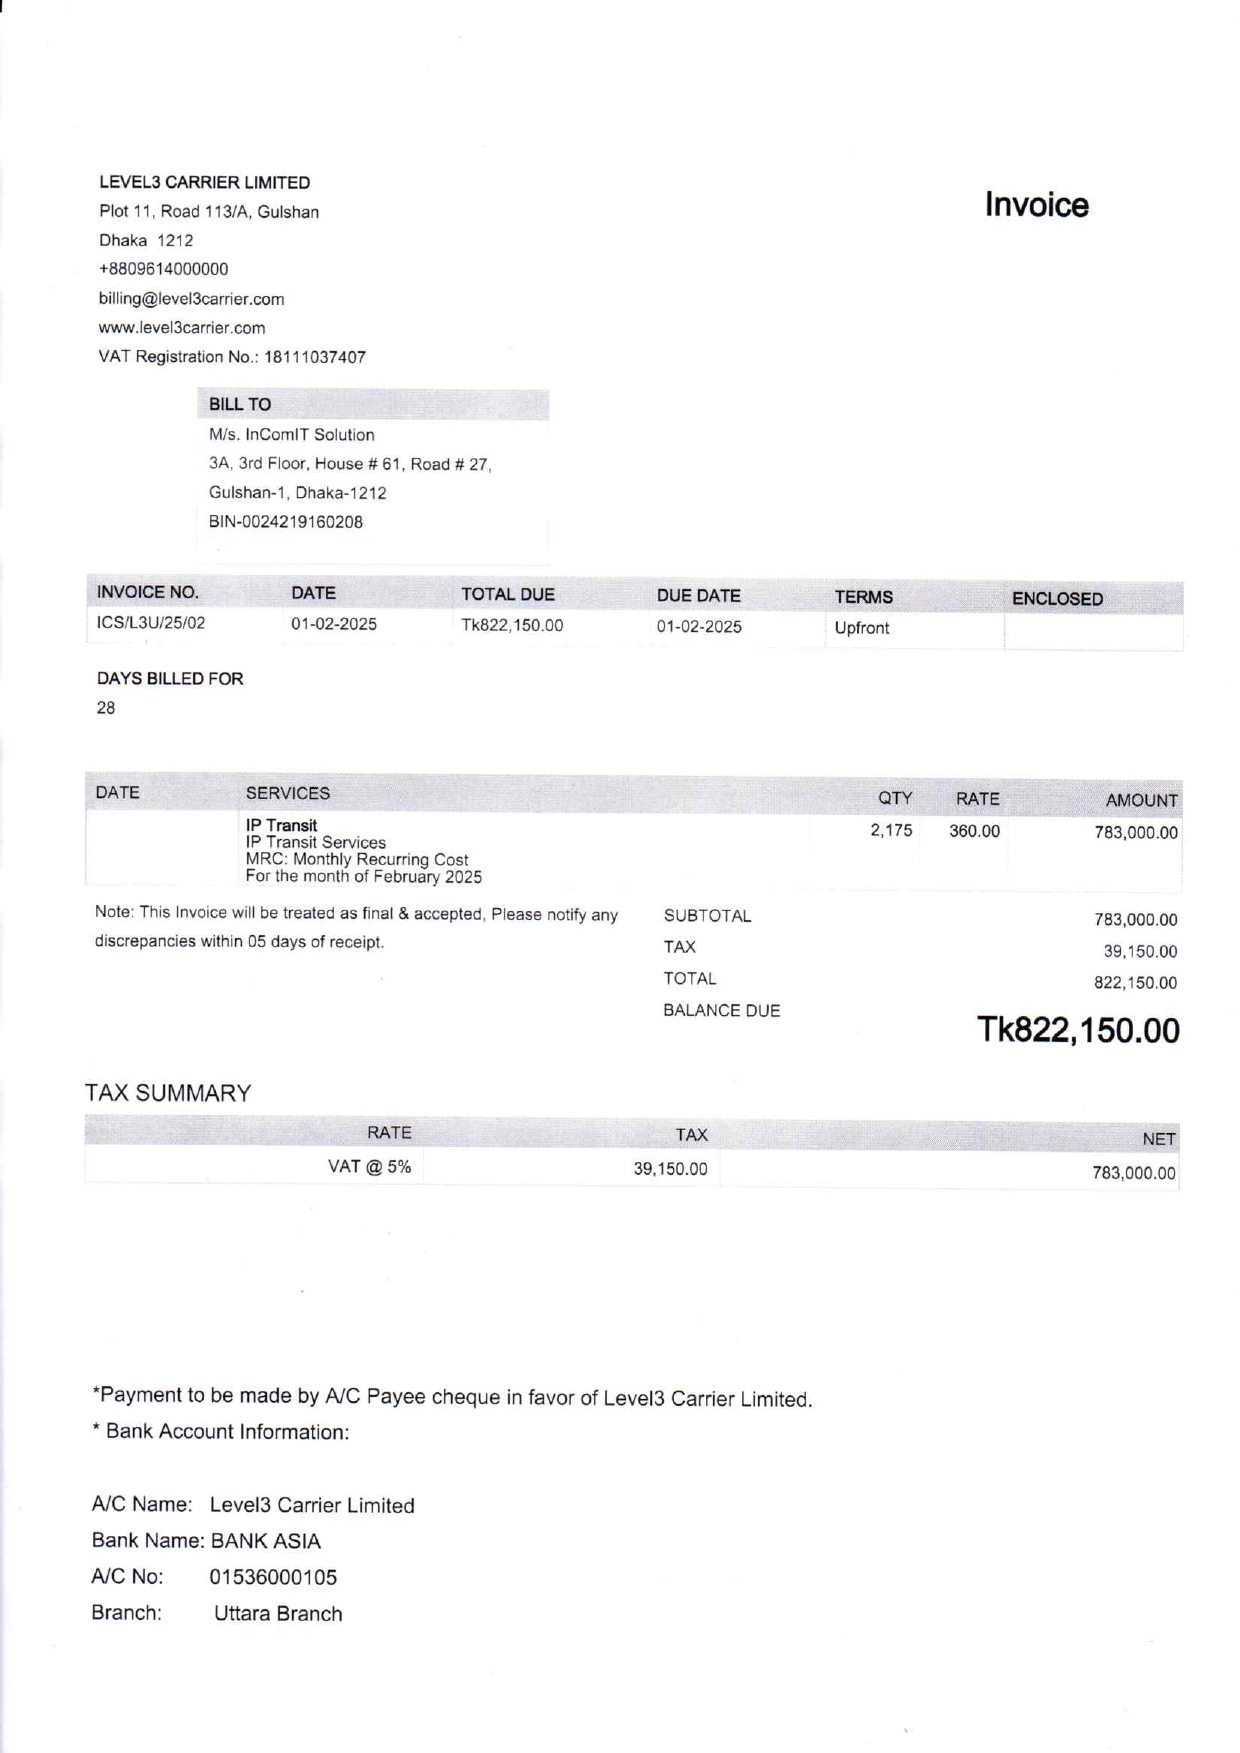 LEVEL3 CARRIER LIMITED
Plot 11, Road 113/A, Gulshan
Dhaka 1212
+8809614000000
billing@level3carrier.com
www.level3carrier.com
VAT Registration No.: 18111037407
Invoice
BILL TO
M/s. InComIT Solution
3A, 3rd Floor, House # 61, Road # 27,
Gulshan-1, Dhaka-1212
BIN-0024219160208
INVOICE NO. DATE TOTAL DUE DUE DATE TERMS ENCLOSED
ICS/L3U/25/02 01-02-2025 Tk822,150.00 01-02-2025 Upfront
DAYS BILLED FOR
28
DATE SERVICES QTY RATE AMOUNT
IP Transit 2,175 360.00 783,000.00
IP Transit Services
MRC: Monthly Recurring Cost
For the month of February 2025
Note: This Invoice will be treated as final & accepted, Please notify any
discrepancies within 05 days of receipt.
SUBTOTAL 783,000.00
TAX 39,150.00
TOTAL 822,150.00
BALANCE DUE Tk822,150.00
TAX SUMMARY
RATE TAX NET
VAT @ 5% 39,150.00 783,000.00
*Payment to be made by A/C Payee cheque in favor of Level3 Carrier Limited.
* Bank Account Information:
A/C Name: Level3 Carrier Limited
Bank Name: BANK ASIA
A/C No: 01536000105
Branch: Uttara Branch